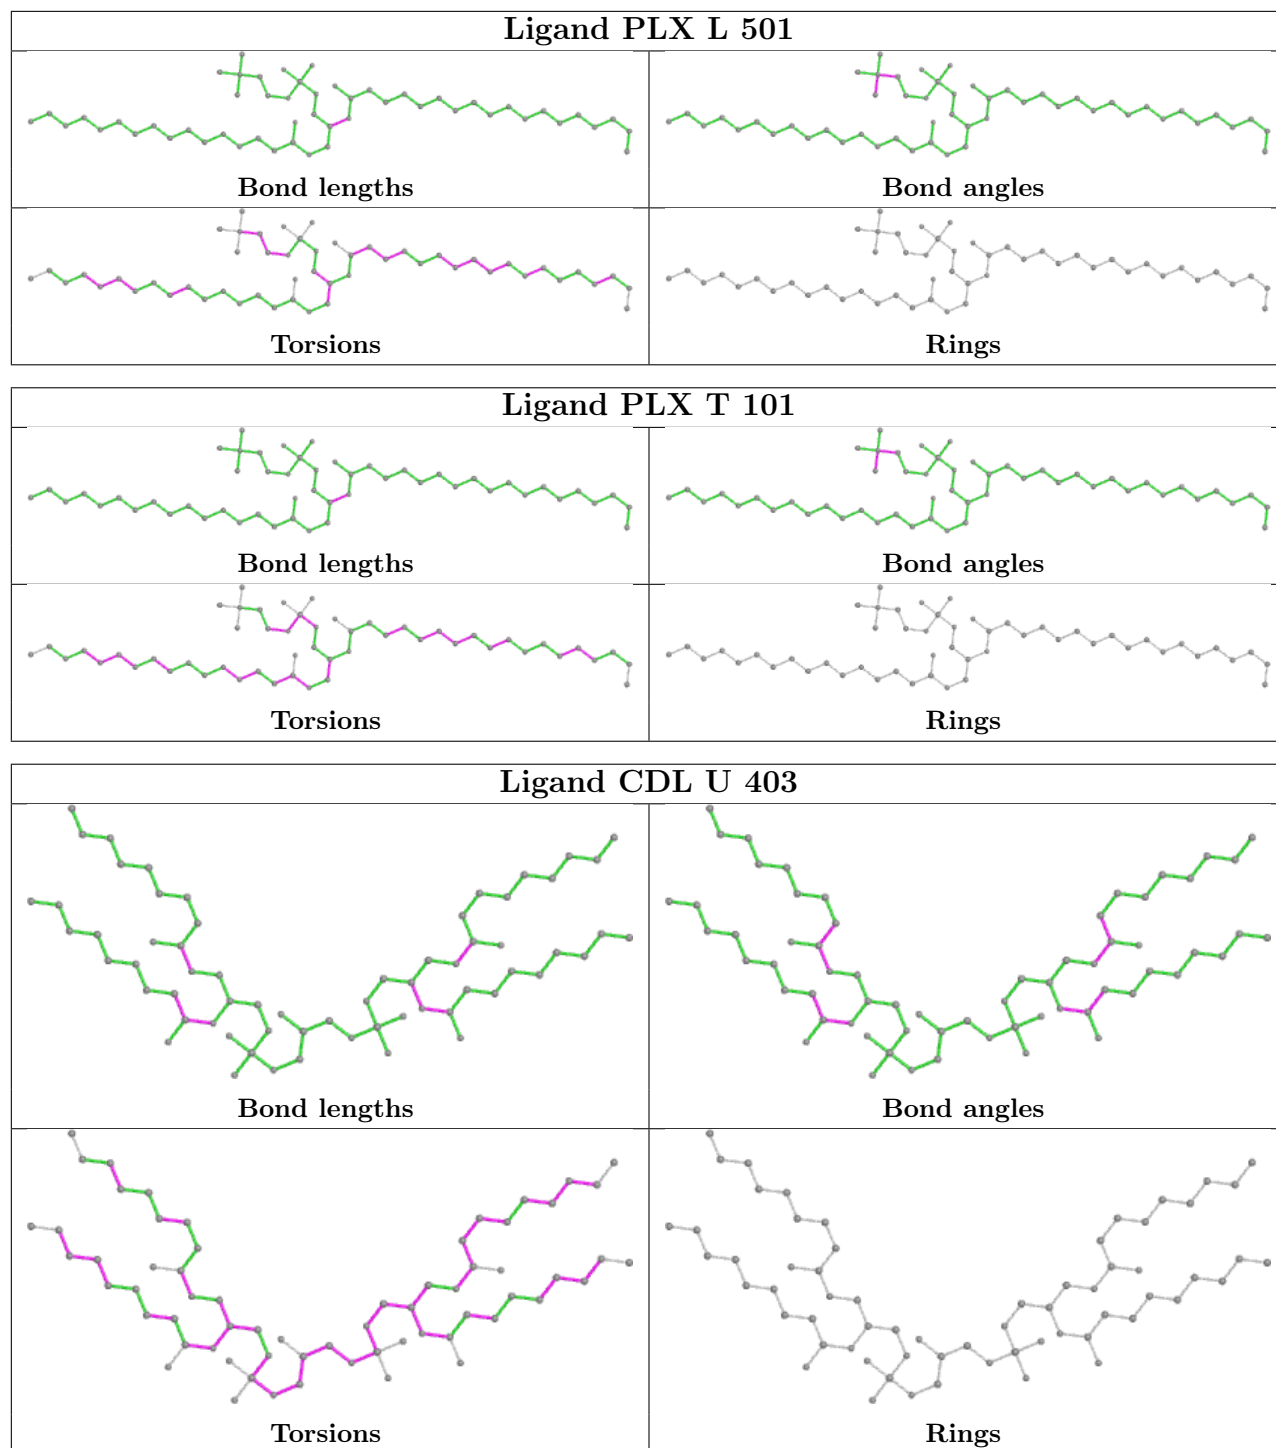 Ligand PLX L 501
Bond lengths
Bond angles
Torsions
Rings
Ligand PLX T 101
Bond lengths
Bond angles
Torsions
Rings
Ligand CDL U 403
Bond lengths
Bond angles
Torsions
Rings